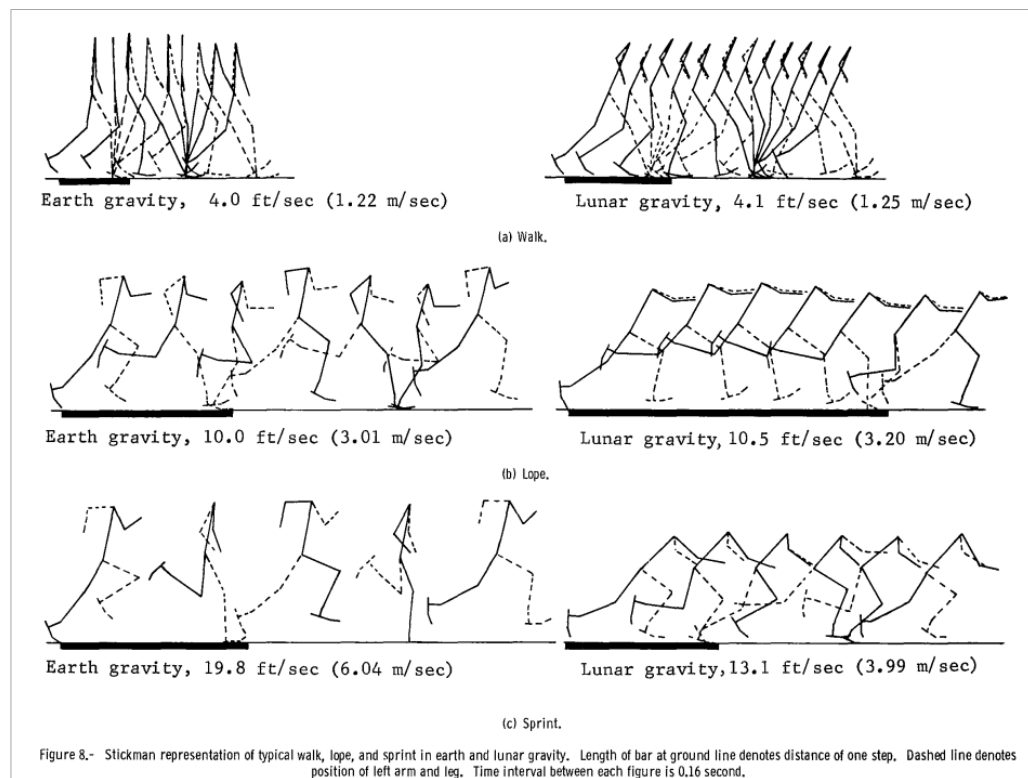 Earth gravity, 4.0 ft/sec (1.22 m/sec)
Lunar gravity, 4.1 ft/sec (1.25 m/sec)
(a) Walk.
Earth gravity, 10.0 ft/sec (3.01 m/sec)
Lunar gravity, 10.5 ft/sec (3.20 m/sec)
(b) Lope.
Earth gravity, 19.8 ft/sec (6.04 m/sec)
Lunar gravity, 13.1 ft/sec (3.99 m/sec)
(c) Sprint.
Figure 8.- Stickman representation of typical walk, lope, and sprint in earth and lunar gravity. Length of bar at ground line denotes distance of one step. Dashed line denotes
position of left arm and leg. Time interval between each figure is 0.16 second.